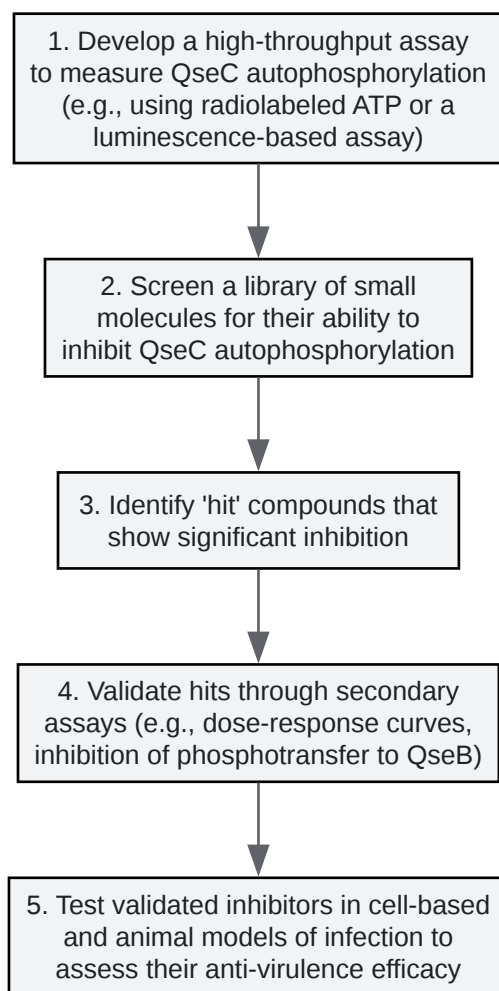 1. Develop a high-throughput assay
to measure QseC autophosphorylation
(e.g., using radiolabeled ATP or a
luminescence-based assay)
2. Screen a library of small
molecules for their ability to
inhibit QseC autophosphorylation
3. Identify 'hit' compounds that
show significant inhibition
4. Validate hits through secondary
assays (e.g., dose-response curves,
inhibition of phosphotransfer to QseB)
5. Test validated inhibitors in cell-based
and animal models of infection to
assess their anti-virulence efficacy